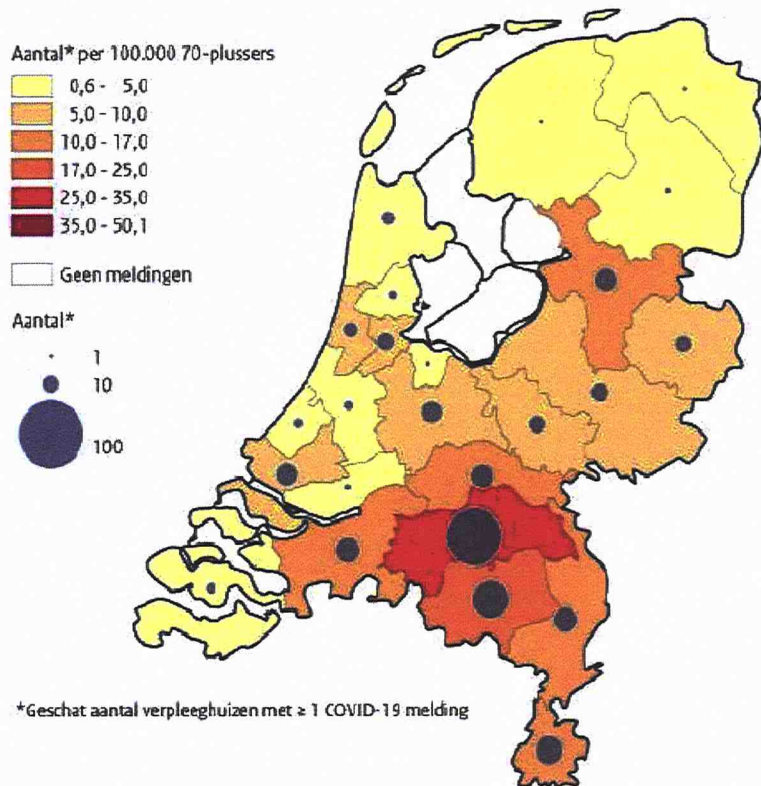 Aantal* per 100.000 70-plussers
0,6 - 5,0
5,0 - 10,0
10,0 - 17,0
17,0 - 25,0
25,0 - 35,0
35,0 - 50,1
Geen meldingen
Aantal*
1
10
100
*Geschat aantal verpleeghuizen met ≥ 1 COVID-19 melding